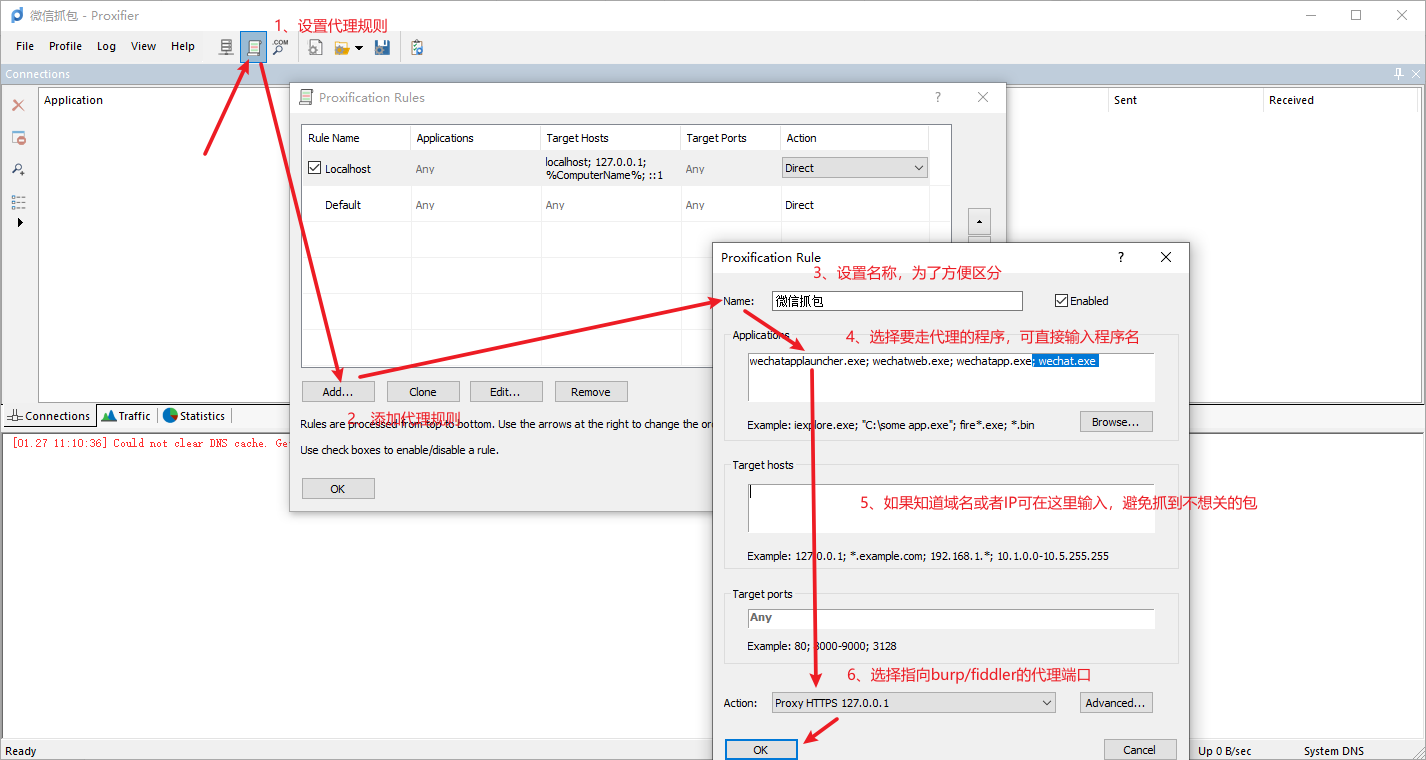 微信抓包 - Proxifier
1、设置代理规则
File Profile Log View Help
.COM
Connections
Application
Sent
Received
Proxification Rules
?
Rule Name Applications Target Hosts Target Ports Action
Localhost Any localhost; 127.0.0.1; %ComputerName%; ::1 Any Direct
Default Any Any Any Direct
Add... Clone Edit... Remove
2、添加代理规则
Rules are processed from top to bottom. Use the arrows at the right to change the or
Use check boxes to enable/disable a rule.
OK
Proxification Rule
?
3、设置名称，为了方便区分
Name: 微信抓包 Enabled
Applications
4、选择要走代理的程序，可直接输入程序名
wechatapplauncher.exe; wechatweb.exe; wechatapp.exe; wechat.exe
Example: iexplore.exe; "C:\some app.exe"; fire*.exe; *.bin
Browse...
Target hosts
5、如果知道域名或者IP可在这里输入，避免抓到不想关的包
Example: 127.0.0.1; *.example.com; 192.168.1.*; 10.1.0.0-10.5.255.255
Target ports
Any
Example: 80; 8000-9000; 3128
6、选择指向burp/fiddler的代理端口
Action: Proxy HTTPS 127.0.0.1 Advanced...
OK Cancel
Connections Traffic Statistics
[01.27 11:10:36] Could not clear DNS cache. Ge
Ready
Up 0 B/sec
System DNS